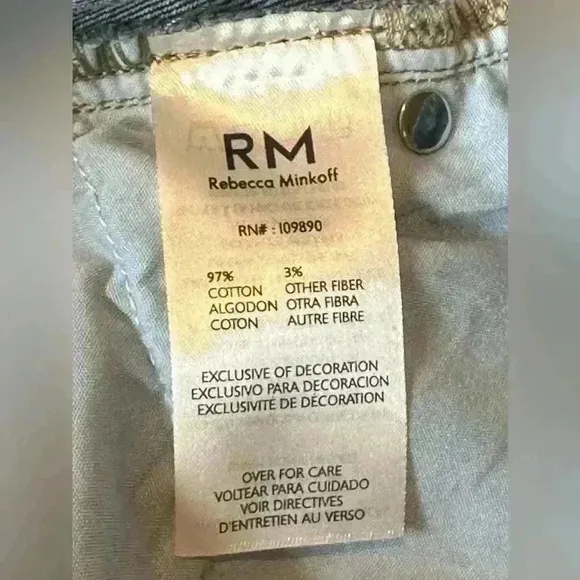 RM
Rebecca Minkoff
RN# : 109890
97% 3%
COTTON OTHER FIBER
ALGODON OTRA FIBRA
COTON AUTRE FIBRE
EXCLUSIVE OF DECORATION
EXCLUSIVO PARA DECORACION
EXCLUSIVITÉ DE DÉCORATION
OVER FOR CARE
VOLTEAR PARA CUIDADO
VOIR DIRECTIVES
D'ENTRETIEN AU VERSO